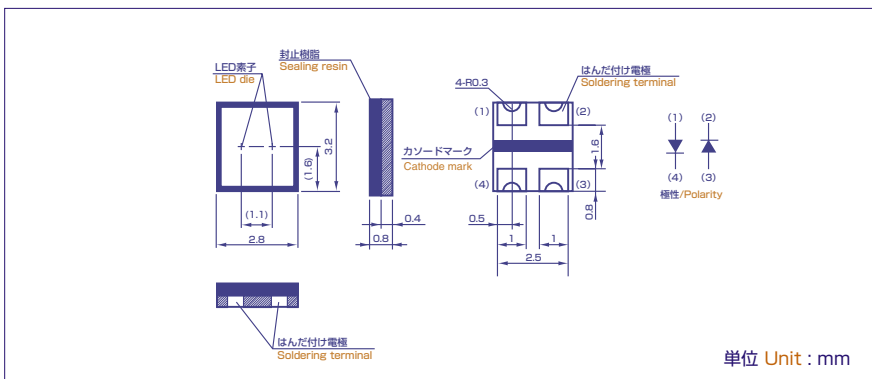 LED素子
LED die
封止樹脂
Sealing resin
4-R0.3
はんだ付け電極
Soldering terminal
(1)
(2)
カソードマーク
Cathode mark
(4)
(3)
3.2
(1.6)
(1.1)
2.8
0.4
0.8
0.5
1
1
2.5
1.6
0.8
(1)
(2)
(4)
(3)
極性/Polarity
はんだ付け電極
Soldering terminal
単位 Unit : mm